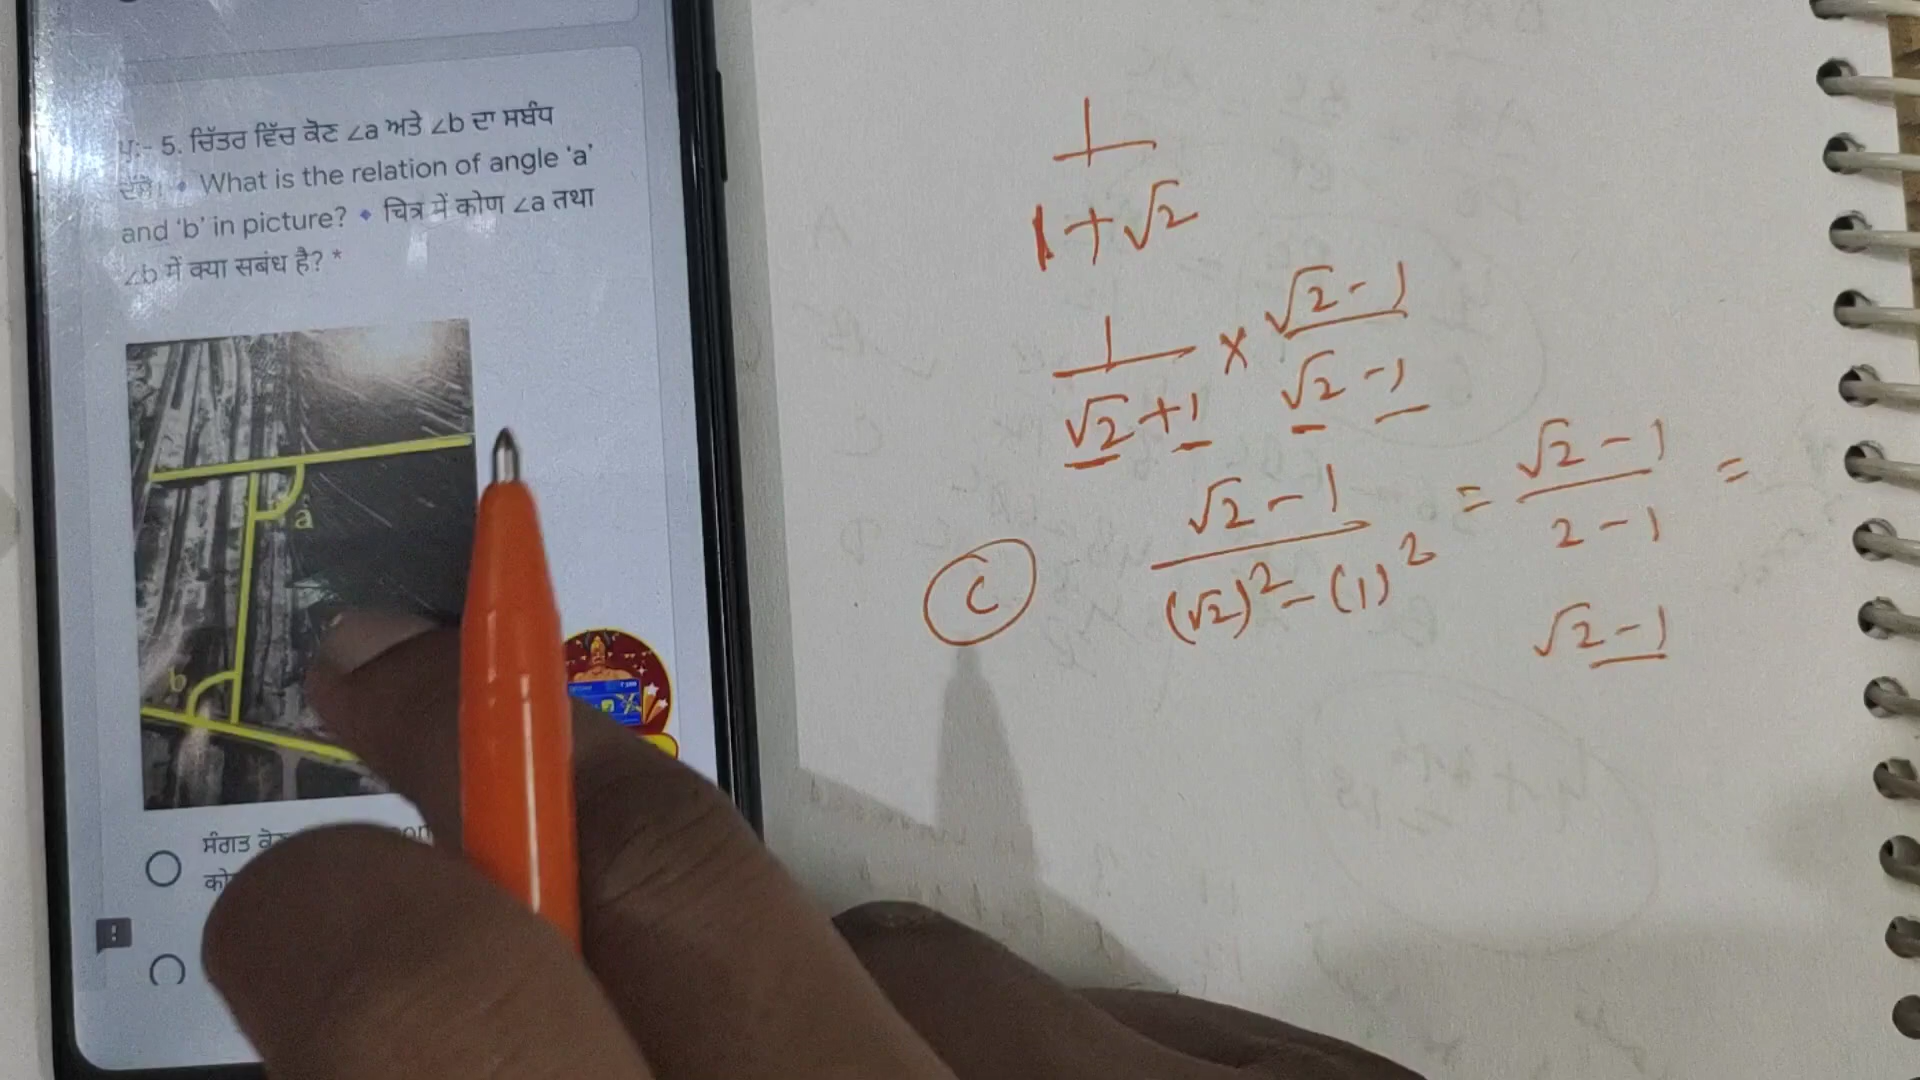 ਪ੍ਰ:- 5. ਚਿੱਤਰ ਵਿੱਚ ਕੋਣ ∠a ਅਤੇ ∠b ਦਾ ਸਬੰਧ
What is the relation of angle 'a'
and 'b' in picture? चित्र में कोण ∠a तथा
∠b में क्या सबंध है? *
a
b
ਸੰਗਤ
1
1+√2
1 × √2-1
√2+1 √2-1
C
√2-1 = √2-1 =
(√2)²-(1)² 2-1
√2-1